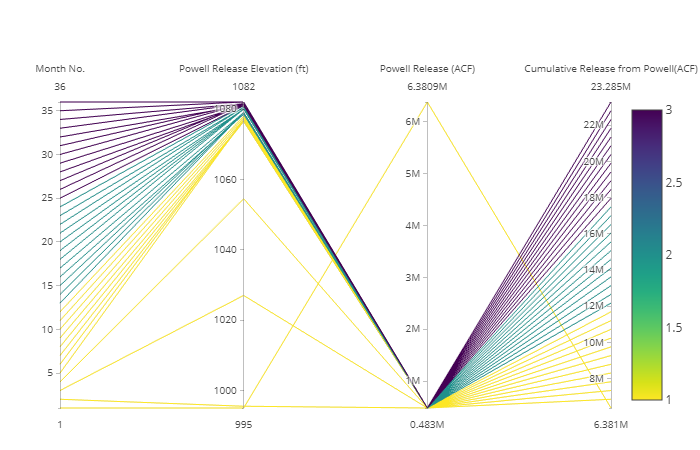 Month No.
Powell Release Elevation (ft)
Powell Release (ACF)
Cumulative Release from Powell(ACF)
36
1082
6.3809M
23.285M
35
30
25
20
15
10
5
1080
1060
1040
1020
1000
6M
5M
4M
3M
2M
1M
22M
20M
18M
16M
14M
12M
10M
8M
3
2.5
2
1.5
1
1
995
0.483M
6.381M